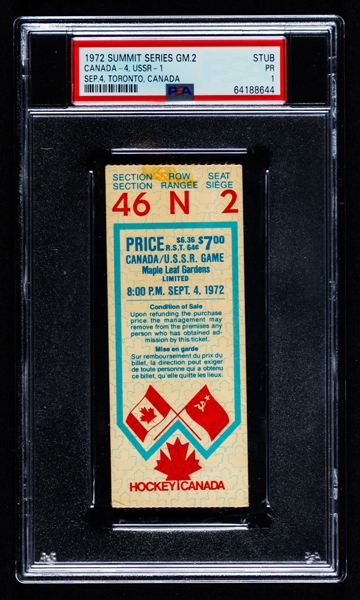 1972 SUMMIT SERIES GM.2 STUB
CANADA - 4, USSR - 1 PR
SEP.4, TORONTO, CANADA 1
PSA 64188644
SECTION ROW SEAT
SECTION RANGÉE SIÈGE
46 N 2
PRICE $6.36 R.S.T. 64¢ $7.00
CANADA/U.S.S.R. GAME
Maple Leaf Gardens
LIMITED
8:00 P.M. SEPT. 4, 1972
Condition of Sale
Upon refunding the purchase
price the management may
remove from the premises any
person who has obtained ad-
mission by this ticket.
Mise en garde
Sur remboursement du prix du
billet, la direction peut exiger
de toute personne qui a obtenu
ce billet, qu'elle quitte les lieux.
HOCKEY CANADA